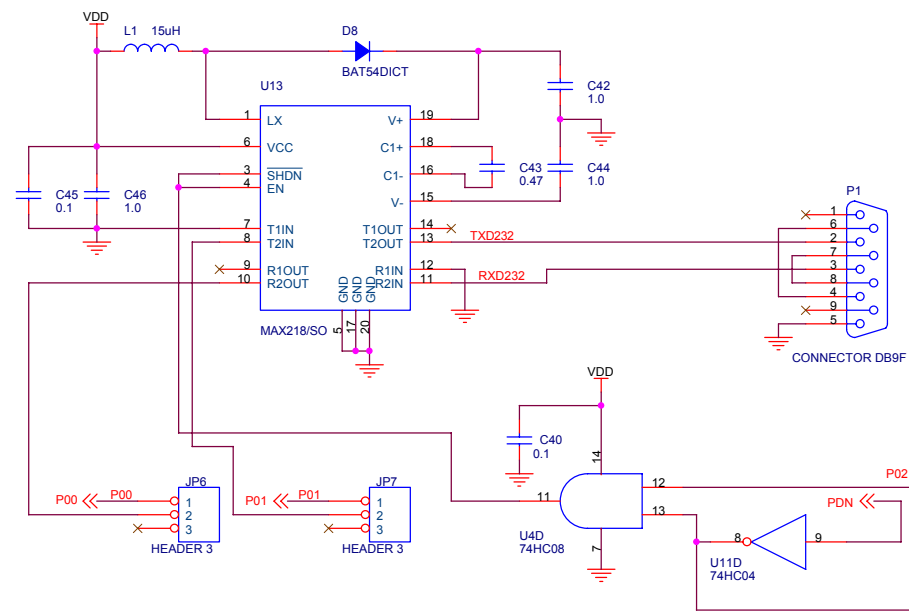 VDD
L1 15uH
D8
BAT54DICT
U13
C42
1.0
1 LX V+ 19
6 VCC C1+ 18
3 SHDN C1- 16
4 EN
V- 15
C43
0.47
C44
1.0
C45
0.1
C46
1.0
7 T1IN T1OUT 14
8 T2IN T2OUT 13
TXD232
9 R1OUT R1IN 12
10 R2OUT R2IN 11
RXD232
GND GND GND
5 17 20
MAX218/SO
P1
1
6
2
7
3
8
4
9
5
CONNECTOR DB9F
VDD
C40
0.1
14
12
P02
11
13
PDN
U4D
74HC08
7
8
9
U11D
74HC04
JP6
P00 P00 1
2
3
HEADER 3
JP7
P01 P01 1
2
3
HEADER 3